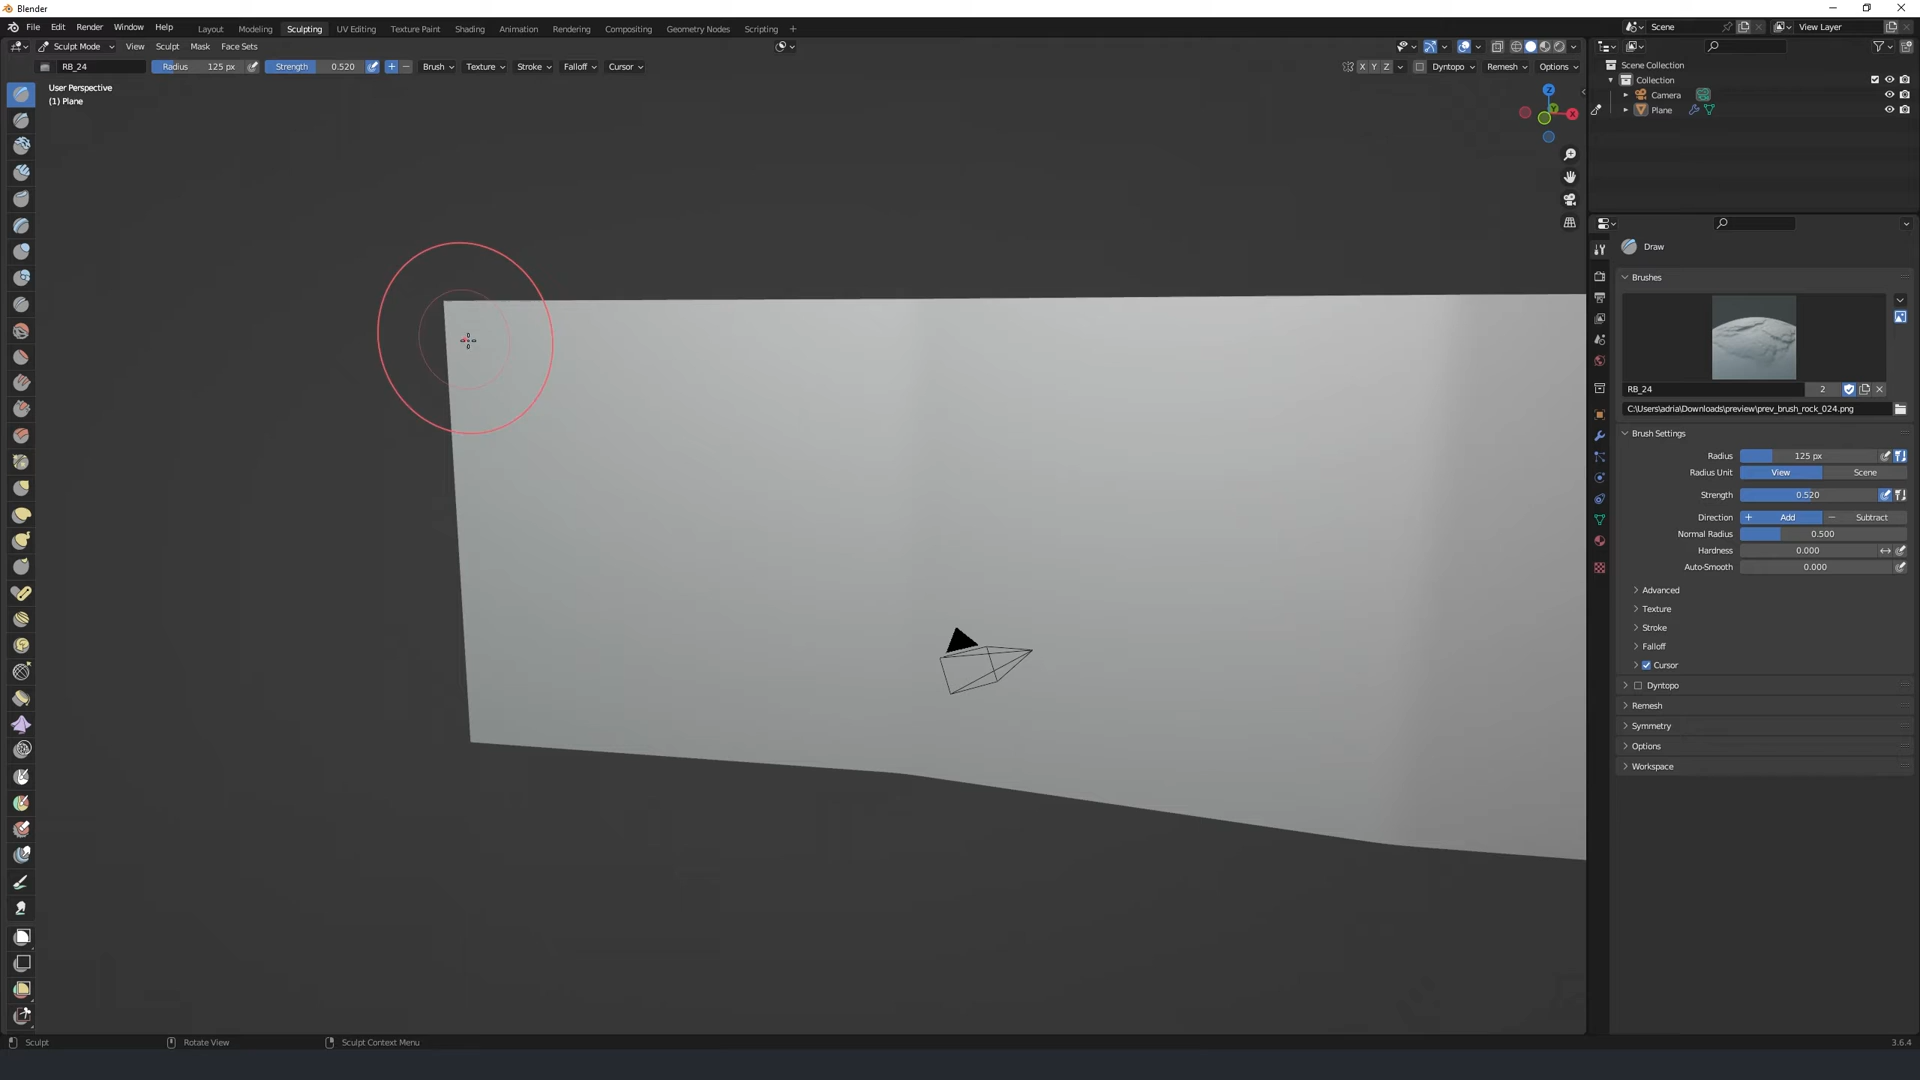 Blender
File Edit Render Window Help Layout Modeling Sculpting UV Editing Texture Paint Shading Animation Rendering Compositing Geometry Nodes Scripting + Scene View Layer
Sculpt Mode View Sculpt Mask Face Sets
RB_24 Radius 125 px Strength 0.520 + − Brush Texture Stroke Falloff Cursor X Y Z Dyntopo Remesh Options
User Perspective
(1) Plane
Z
Y
X
Scene Collection
Collection
Camera
Plane
Draw
Brushes
RB_24 2
C:\Users\adria\Downloads\preview\prev_brush_rock_024.png
Brush Settings
Radius 125 px
Radius Unit View Scene
Strength 0.520
Direction + Add − Subtract
Normal Radius 0.500
Hardness 0.000
Auto-Smooth 0.000
Advanced
Texture
Stroke
Falloff
Cursor
Dyntopo
Remesh
Symmetry
Options
Workspace
Sculpt Rotate View Sculpt Context Menu 3.6.4